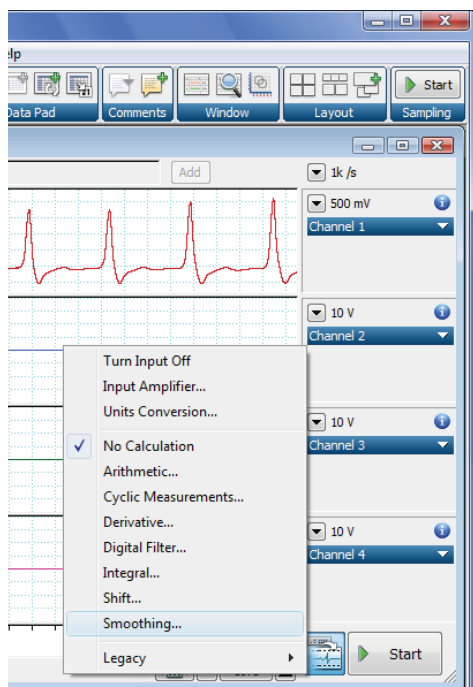 elp
Data Pad Comments Window Layout Sampling
Start
Add
1k /s
500 mV
Channel 1
10 V
Channel 2
Turn Input Off
Input Amplifier...
Units Conversion...
10 V
Channel 3
No Calculation
Arithmetic...
Cyclic Measurements...
Derivative...
Digital Filter...
Integral...
Shift...
Smoothing...
Legacy
10 V
Channel 4
Start